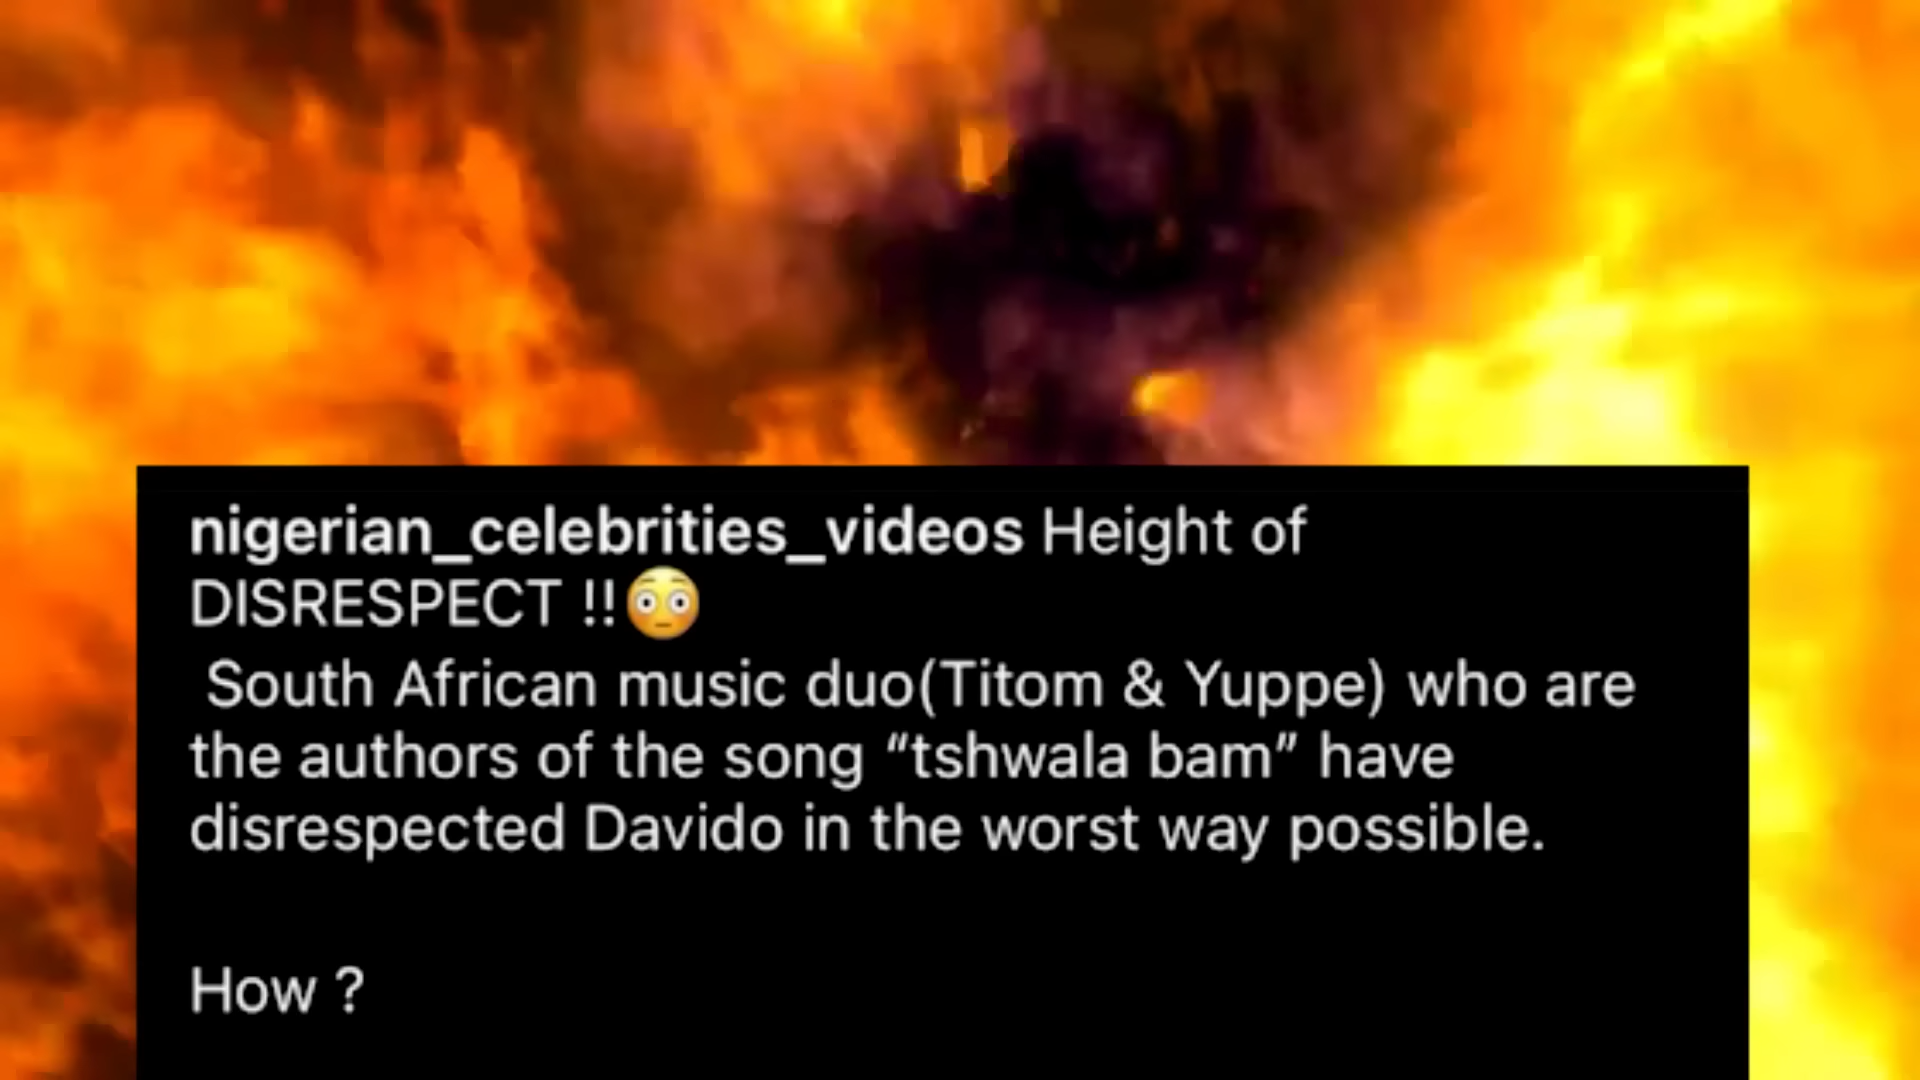 nigerian_celebrities_videos Height of
DISRESPECT !!😳
South African music duo(Titom & Yuppe) who are
the authors of the song “tshwala bam” have
disrespected Davido in the worst way possible.
How ?